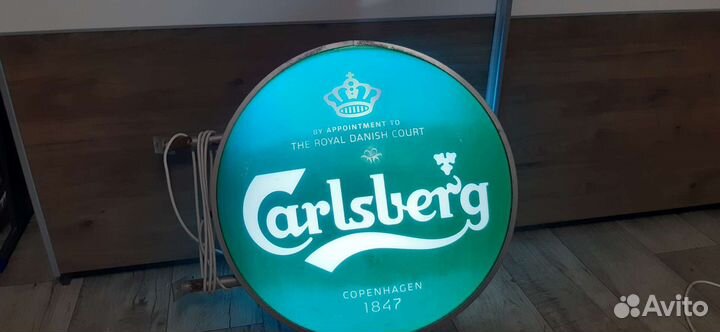 BY APPOINTMENT TO
THE ROYAL DANISH COURT
Carlsberg
COPENHAGEN
1847
Avito